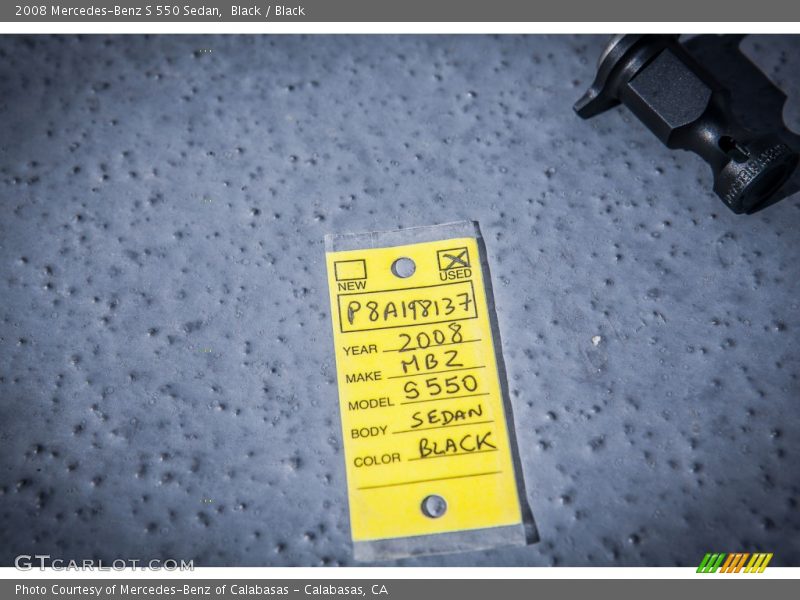 2008 Mercedes-Benz S 550 Sedan, Black / Black
NEW
USED
P8A198137
YEAR 2008
MAKE MBZ
MODEL S550
BODY SEDAN
COLOR BLACK
GTCARLOT.COM
Photo Courtesy of Mercedes-Benz of Calabasas - Calabasas, CA